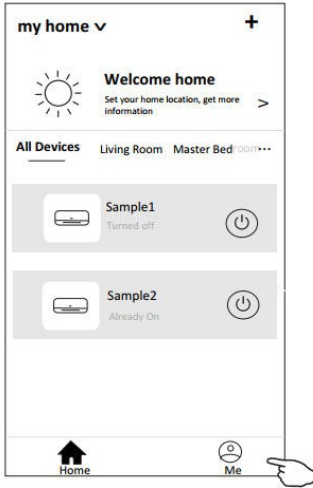 my home
Welcome home
Set your home location, get more
information
All Devices Living Room Master Bedroom
Sample1
Turned off
Sample2
Already On
Home Me